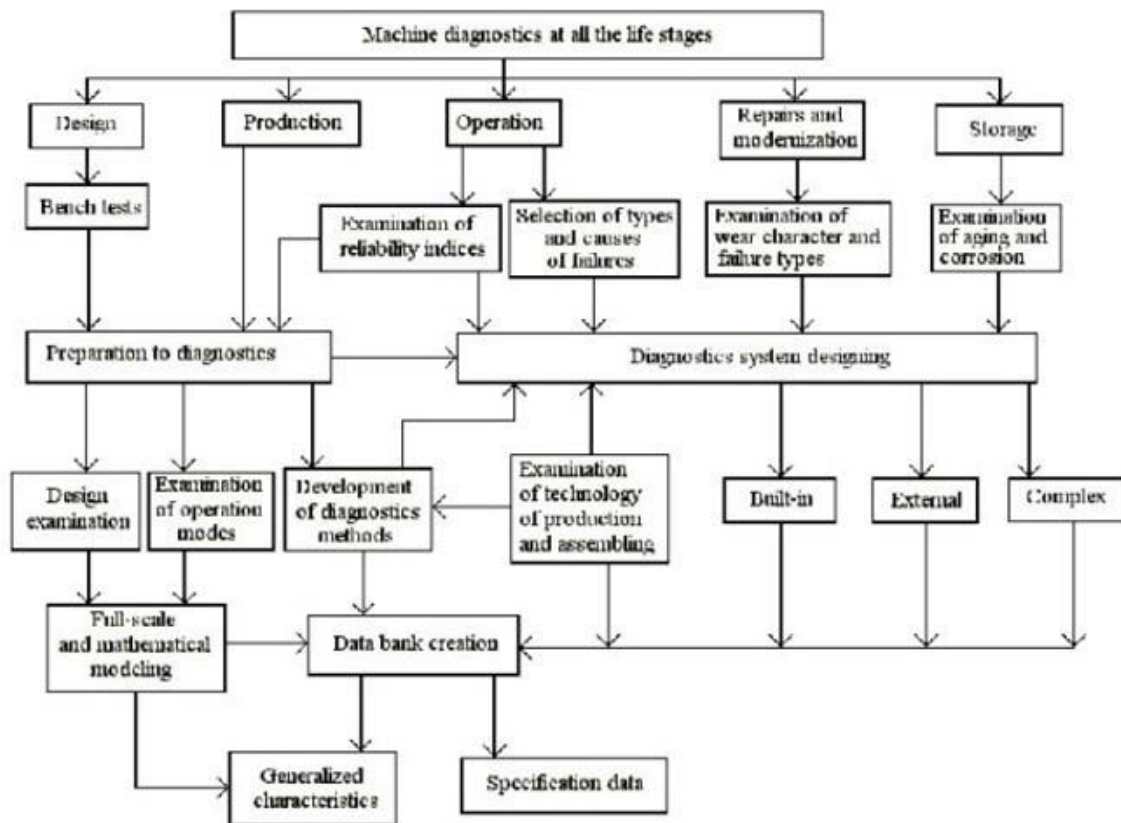 Machine diagnostics at all the life stages
Design
Production
Operation
Repairs and
modernization
Storage
Bench tests
Examination of
reliability indices
Selection of types
and causes
of failures
Examination of
wear character and
failure types
Examination
of aging and
corrosion
Preparation to diagnostics
Diagnostics system designing
Design
examination
Examination
of operation
modes
Development
of diagnostics
methods
Examination
of technology
of production
and assembling
Built-in
External
Complex
Full-scale
and mathematical
modeling
Data bank creation
Generalized
characteristics
Specification data